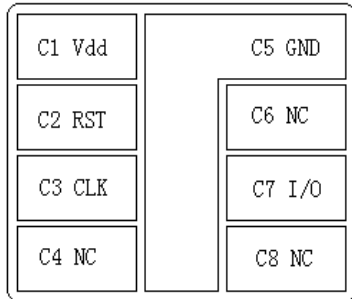 C1 Vdd
C5 GND
C2 RST
C6 NC
C3 CLK
C7 I/O
C4 NC
C8 NC